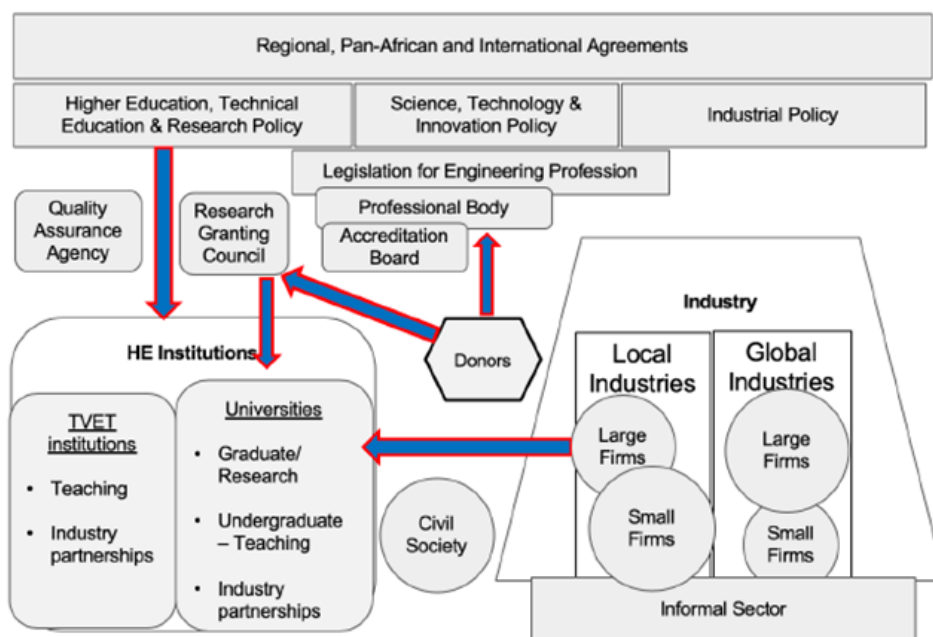 Regional, Pan-African and International Agreements
Higher Education, Technical
Education & Research Policy
Science, Technology &
Innovation Policy
Industrial Policy
Legislation for Engineering Profession
Quality
Assurance
Agency
Research
Granting
Council
Professional Body
Accreditation
Board
Industry
HE Institutions
Donors
Local
Industries
Global
Industries
TVET
institutions
• Teaching
• Industry
partnerships
Universities
• Graduate/
Research
• Undergraduate
– Teaching
• Industry
partnerships
Large
Firms
Large
Firms
Civil
Society
Small
Firms
Small
Firms
Informal Sector